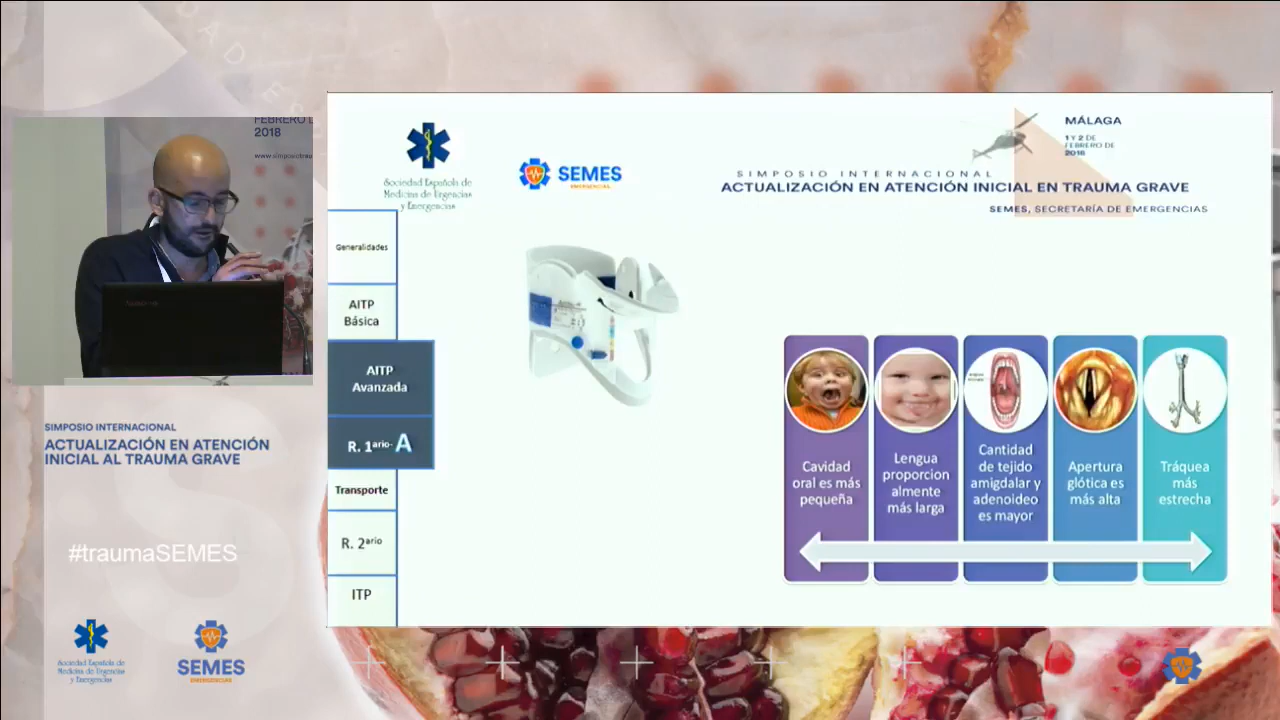 FEBRERO D
2018
www.simposiotrau
SIMPOSIO INTERNACIONAL
ACTUALIZACIÓN EN ATENCIÓN
INICIAL AL TRAUMA GRAVE
#traumaSEMES
Sociedad Española de
Medicina de Urgencias
y Emergencias
SEMES
EMERGENCIAS
Sociedad Española de
Medicina de Urgencias
y Emergencias
SEMES
EMERGENCIAS
MÁLAGA
1 Y 2 DE
FEBRERO DE
2018
SIMPOSIO INTERNACIONAL
ACTUALIZACIÓN EN ATENCIÓN INICIAL EN TRAUMA GRAVE
SEMES, SECRETARÍA DE EMERGENCIAS
Generalidades
AITP
Básica
AITP
Avanzada
R. 1ario- A
Transporte
R. 2ario
ITP
Cavidad
oral es más
pequeña
Lengua
proporcion
almente
más larga
Cantidad
de tejido
amigdalar y
adenoideo
es mayor
Apertura
glótica es
más alta
Tráquea
más
estrecha